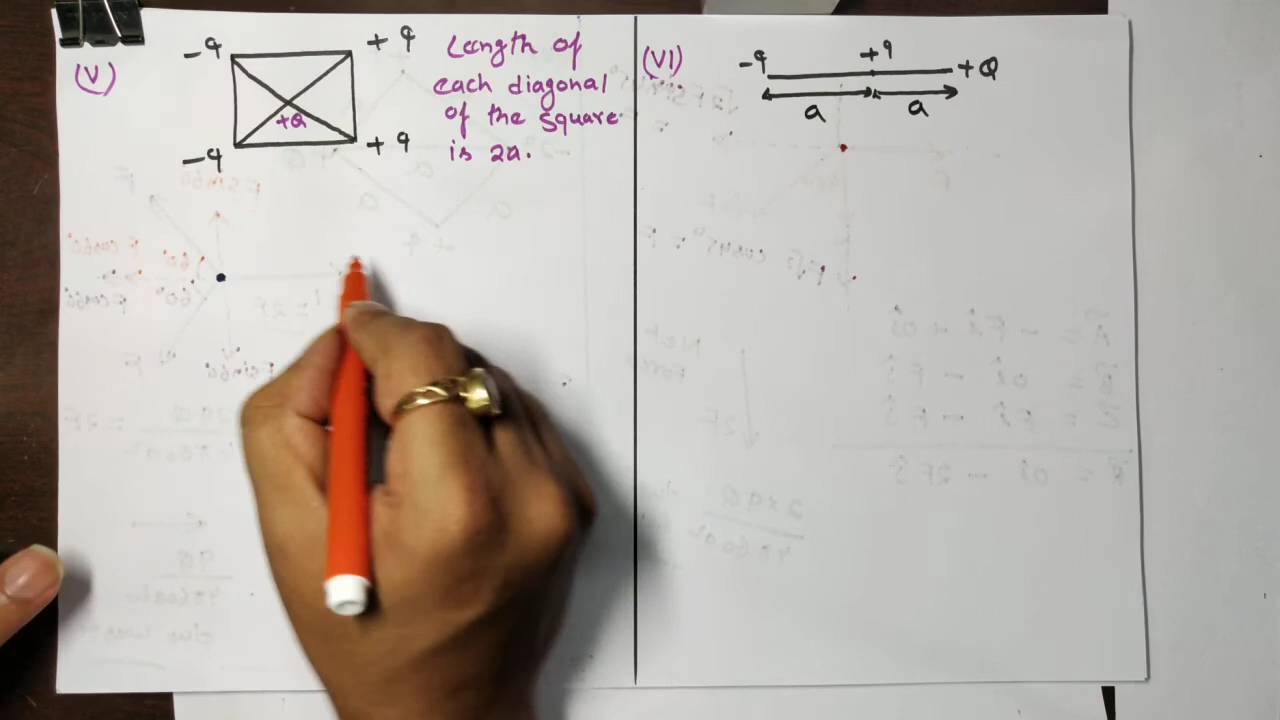 (V)
-q
+q
+Q
-q
+q
Length of
each diagonal
of the square
is 2a.
(VI)
-q
+q
+Q
a
a